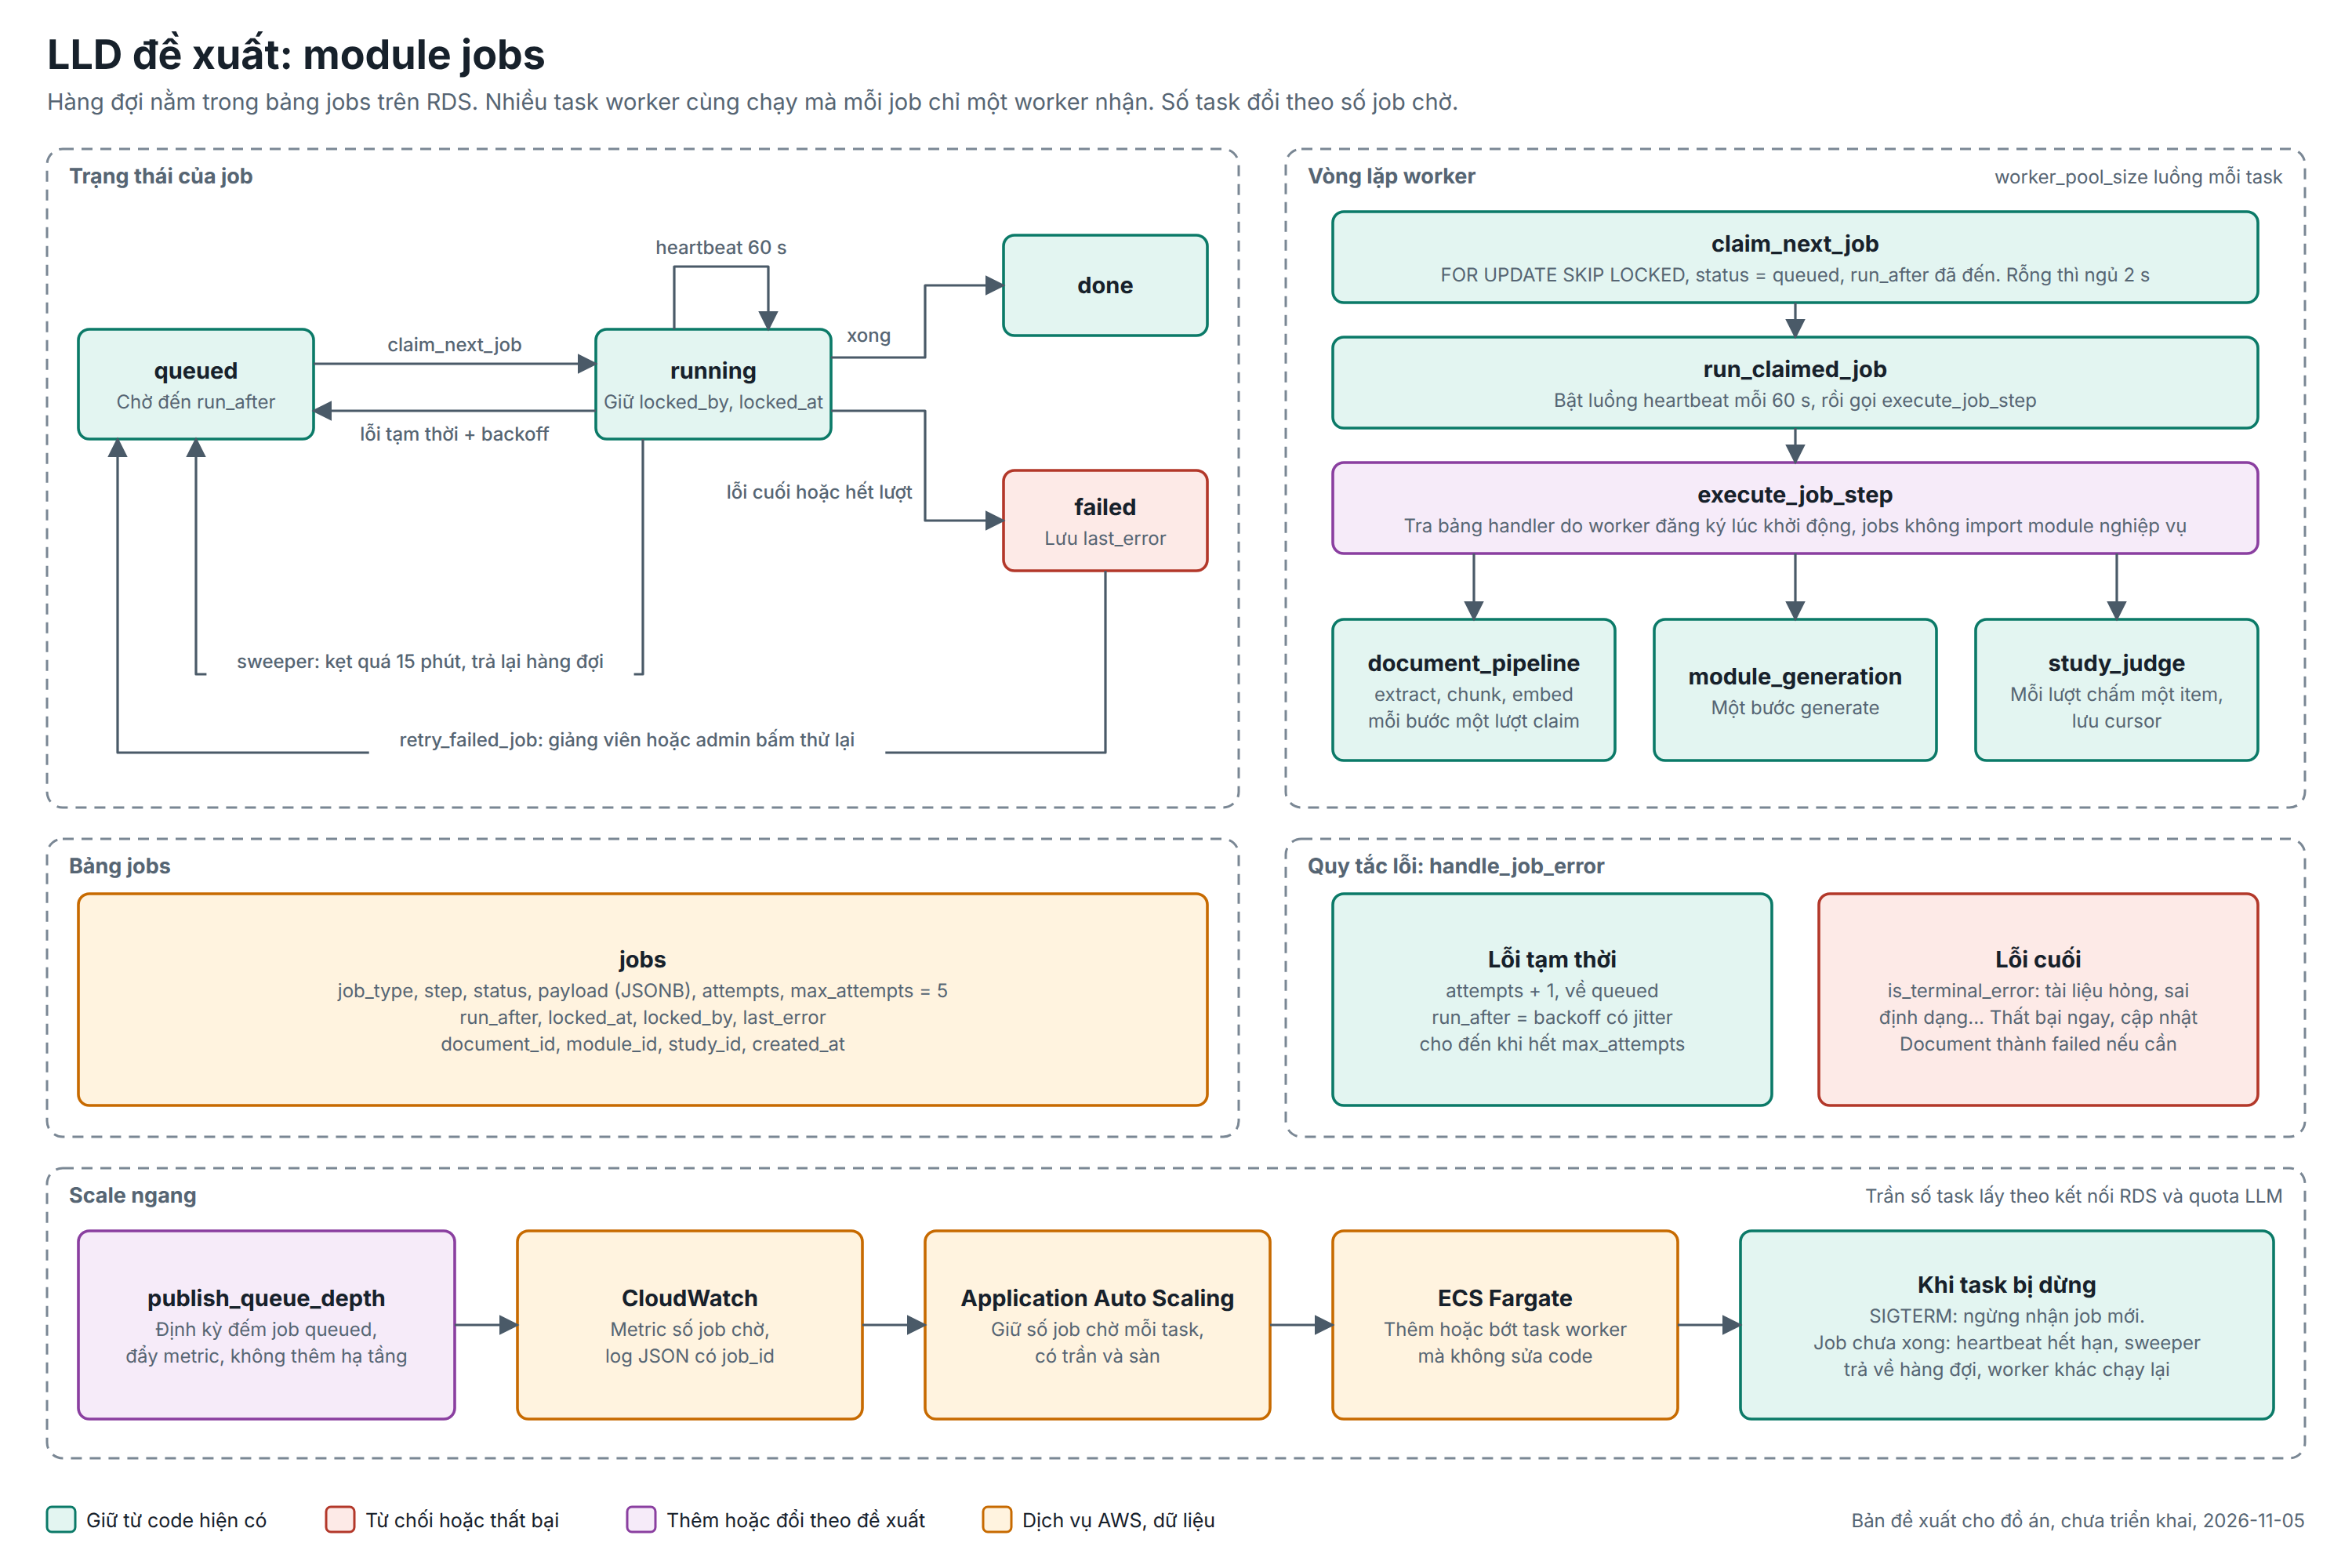 LLD đề xuất: module jobs
Hàng đợi nằm trong bảng jobs trên RDS. Nhiều task worker cùng chạy mà mỗi job chỉ một worker nhận. Số task đổi theo số job chờ.
Trạng thái của job
heartbeat 60 s
done
xong
claim_next_job
queued
Chờ đến run_after
running
Giữ locked_by, locked_at
lỗi tạm thời + backoff
lỗi cuối hoặc hết lượt
failed
Lưu last_error
sweeper: kẹt quá 15 phút, trả lại hàng đợi
retry_failed_job: giảng viên hoặc admin bấm thử lại
Vòng lặp worker
worker_pool_size luồng mỗi task
claim_next_job
FOR UPDATE SKIP LOCKED, status = queued, run_after đã đến. Rỗng thì ngủ 2 s
run_claimed_job
Bật luồng heartbeat mỗi 60 s, rồi gọi execute_job_step
execute_job_step
Tra bảng handler do worker đăng ký lúc khởi động, jobs không import module nghiệp vụ
document_pipeline
extract, chunk, embed
mỗi bước một lượt claim
module_generation
Một bước generate
study_judge
Mỗi lượt chấm một item,
lưu cursor
Bảng jobs
jobs
job_type, step, status, payload (JSONB), attempts, max_attempts = 5
run_after, locked_at, locked_by, last_error
document_id, module_id, study_id, created_at
Quy tắc lỗi: handle_job_error
Lỗi tạm thời
attempts + 1, về queued
run_after = backoff có jitter
cho đến khi hết max_attempts
Lỗi cuối
is_terminal_error: tài liệu hỏng, sai
định dạng... Thất bại ngay, cập nhật
Document thành failed nếu cần
Scale ngang
Trần số task lấy theo kết nối RDS và quota LLM
publish_queue_depth
Định kỳ đếm job queued,
đẩy metric, không thêm hạ tầng
CloudWatch
Metric số job chờ,
log JSON có job_id
Application Auto Scaling
Giữ số job chờ mỗi task,
có trần và sàn
ECS Fargate
Thêm hoặc bớt task worker
mà không sửa code
Khi task bị dừng
SIGTERM: ngừng nhận job mới.
Job chưa xong: heartbeat hết hạn, sweeper
trả về hàng đợi, worker khác chạy lại
Giữ từ code hiện có
Từ chối hoặc thất bại
Thêm hoặc đổi theo đề xuất
Dịch vụ AWS, dữ liệu
Bản đề xuất cho đồ án, chưa triển khai, 2026-11-05